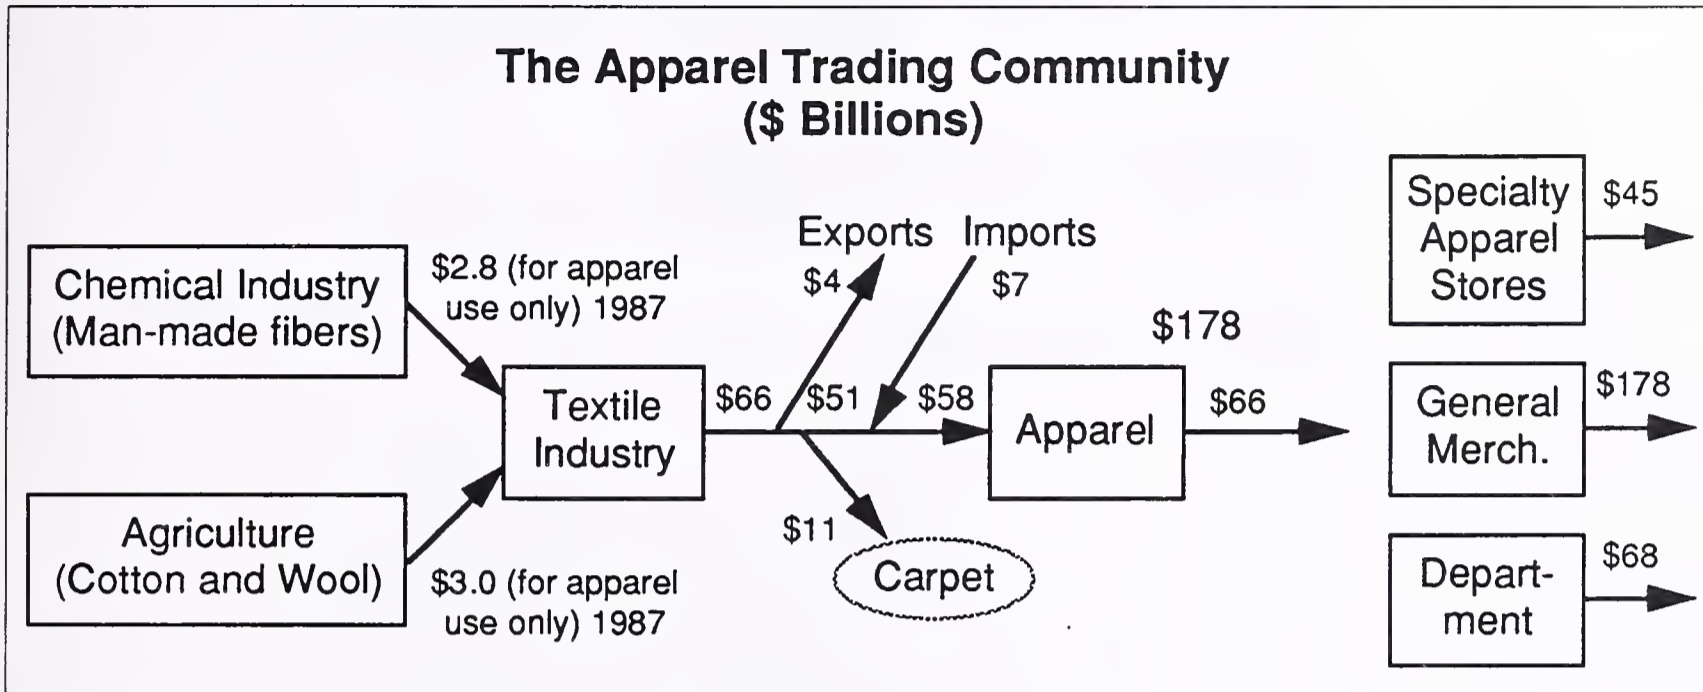 The Apparel Trading Community
($ Billions)
Chemical Industry
(Man-made fibers)
$2.8 (for apparel
use only) 1987
Agriculture
(Cotton and Wool)
$3.0 (for apparel
use only) 1987
Textile
Industry
$66
Exports
$4
$51
Imports
$7
$58
$11
Carpet
$178
Apparel
$66
Specialty
Apparel
Stores
$45
General
Merch.
$178
Depart-
ment
$68